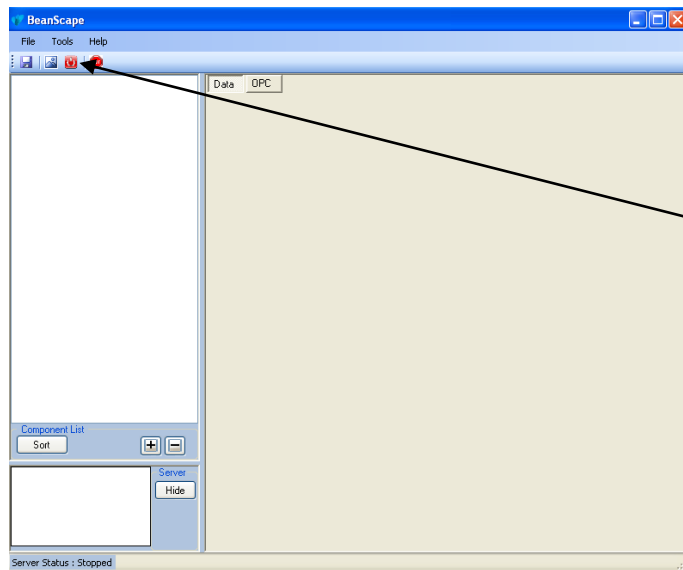 BeanScape
File Tools Help
Data OPC
Component List
Sort
Server
Hide
Server Status : Stopped